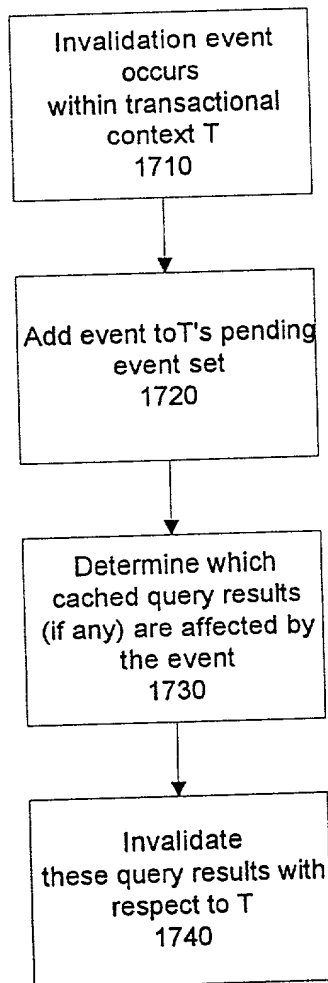 Invalidation event
occurs
within transactional
context T
1710
Add event toT's pending
event set
1720
Determine which
cached query results
(if any) are affected by
the event
1730
Invalidate
these query results with
respect to T
1740